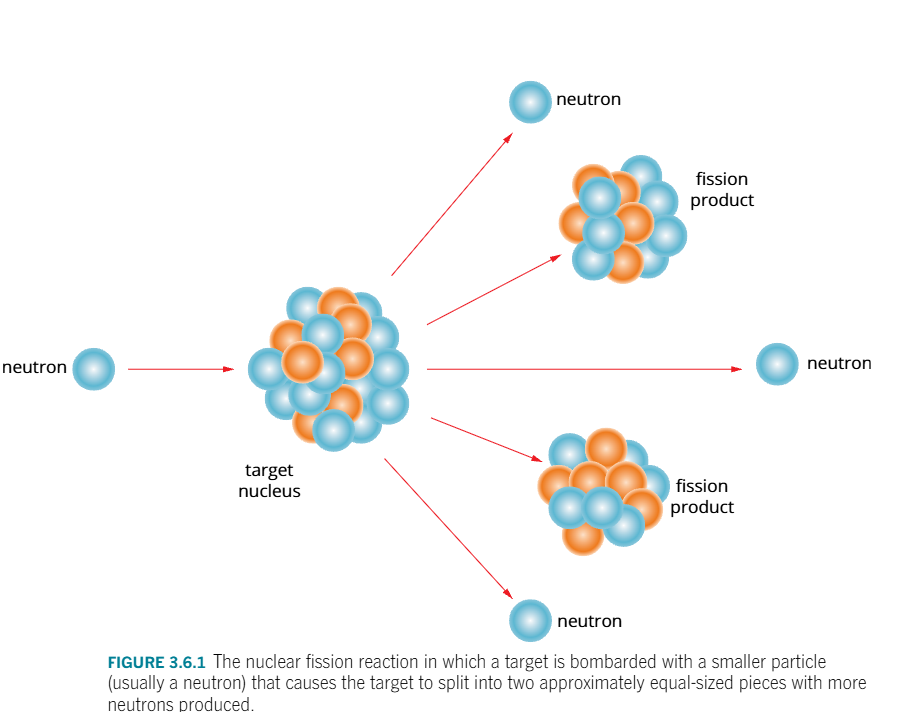 neutron
fission
product
neutron
neutron
target
nucleus
fission
product
neutron
FIGURE 3.6.1 The nuclear fission reaction in which a target is bombarded with a smaller particle
(usually a neutron) that causes the target to split into two approximately equal-sized pieces with more
neutrons produced.